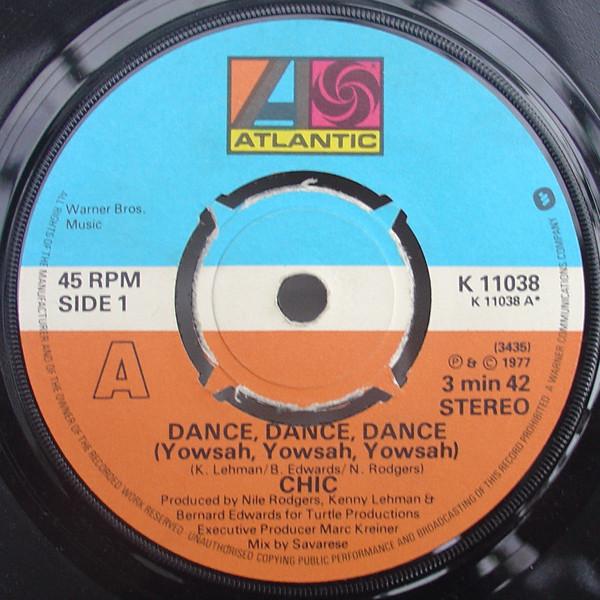 ATLANTIC
Warner Bros.
Music
45 RPM
SIDE 1
K 11038
K 11038 A*
(3435)
Ⓟ & © 1977
3 min 42
STEREO
A
DANCE, DANCE, DANCE
(Yowsah, Yowsah, Yowsah)
(K. Lehman/B. Edwards/N. Rodgers)
CHIC
Produced by Nile Rodgers, Kenny Lehman &
Bernard Edwards for Turtle Productions
Executive Producer Marc Kreiner
Mix by Savarese
ALL RIGHTS OF THE MANUFACTURER AND OF THE OWNER OF THE RECORDED WORK RESERVED · UNAUTHORISED COPYING PUBLIC PERFORMANCE AND BROADCASTING OF THIS RECORD PROHIBITED A WARNER COMMUNICATIONS COMPANY